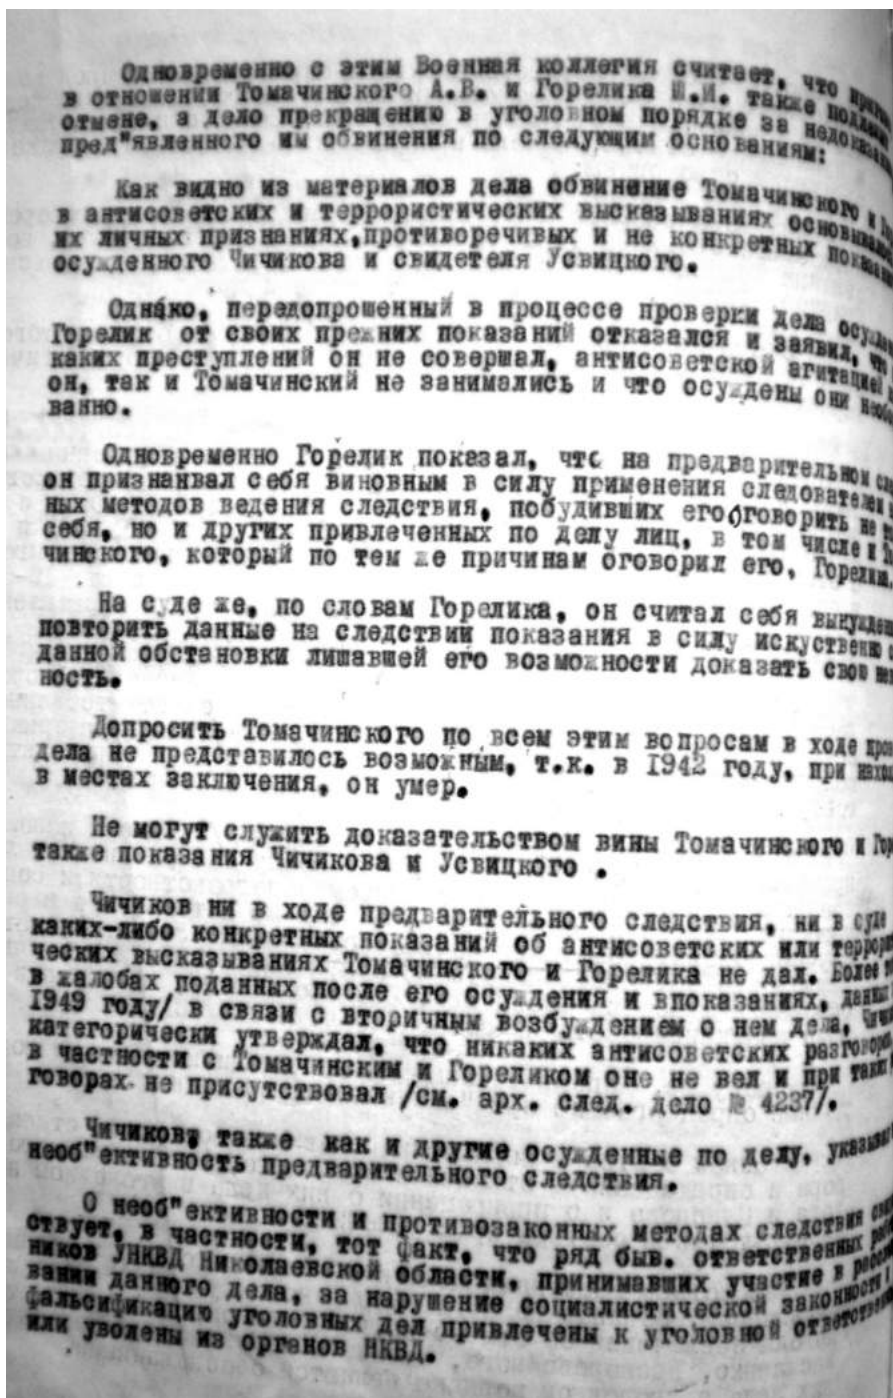 Одновременно с этим Военная коллегия считает, что
в отношении Томачинского А.В. и Горелика Ш.И. также
отмене, а дело прекращению в уголовном порядке за
пред"явленного им обвинения по следующим основаниям:
Как видно из материалов дела обвинение Томачинского и
в антисоветских и террористических высказываниях
их личных признаниях,противоречивых и не конкретных
осужденного Чичикова и свидетеля Усвицкого.
Однако, передопрошенный в процессе проверки дела
Горелик от своих прежних показаний отказался и заявил, что
каких преступлений он не совершал, антисоветской агитацией
он, так и Томачинский не занимались и что осуждены они
ванно.
Одновременно Горелик показал, что на предварительном
он признанвал себя виновным в силу применения следователем
ных методов ведения следствия, побудивших его оговорить не
себя, но и других привлеченных по делу лиц, в том числе и
чинского, который по тем же причинам оговорил его, Горелика.
На суде же, по словам Горелика, он считал себя
повторить данные на следствии показания в силу искуственно
данной обстановки лишавшей его возможности доказать свою
ность.
Допросить Томачинского по всем этим вопросам в ходе
дела не представилось возможным, т.к. в 1942 году, при
в местах заключения, он умер.
Не могут служить доказательством вины Томачинского и
также показания Чичикова и Усвицкого .
Чичиков ни в ходе предварительного следствия, ни в суде
каких-либо конкретных показаний об антисоветских или
ческих высказываниях Томачинского и Горелика не дал. Более
в жалобах поданных после его осуждения и впоказаниях,
1949 году/ в связи с вторичным возбуждением о нем дела,
категорически утверждал, что никаких антисоветских
в частности с Томачинским и Гореликом оне не вел и при
говорах не присутствовал /см. арх. след. дело № 4237/.
Чичиков, также как и другие осужденные по делу,
необ"ективность предварительного следствия.
О необ"ективности и противозаконных методах следствия
ствует, в частности, тот факт, что ряд быв. ответственных
ников УНКВД Николаевской области, принимавших участие в
вании данного дела, за нарушение социалистической законности
фальсификацию уголовных дел привлечены к уголовной
или уволены из органов НКВД.